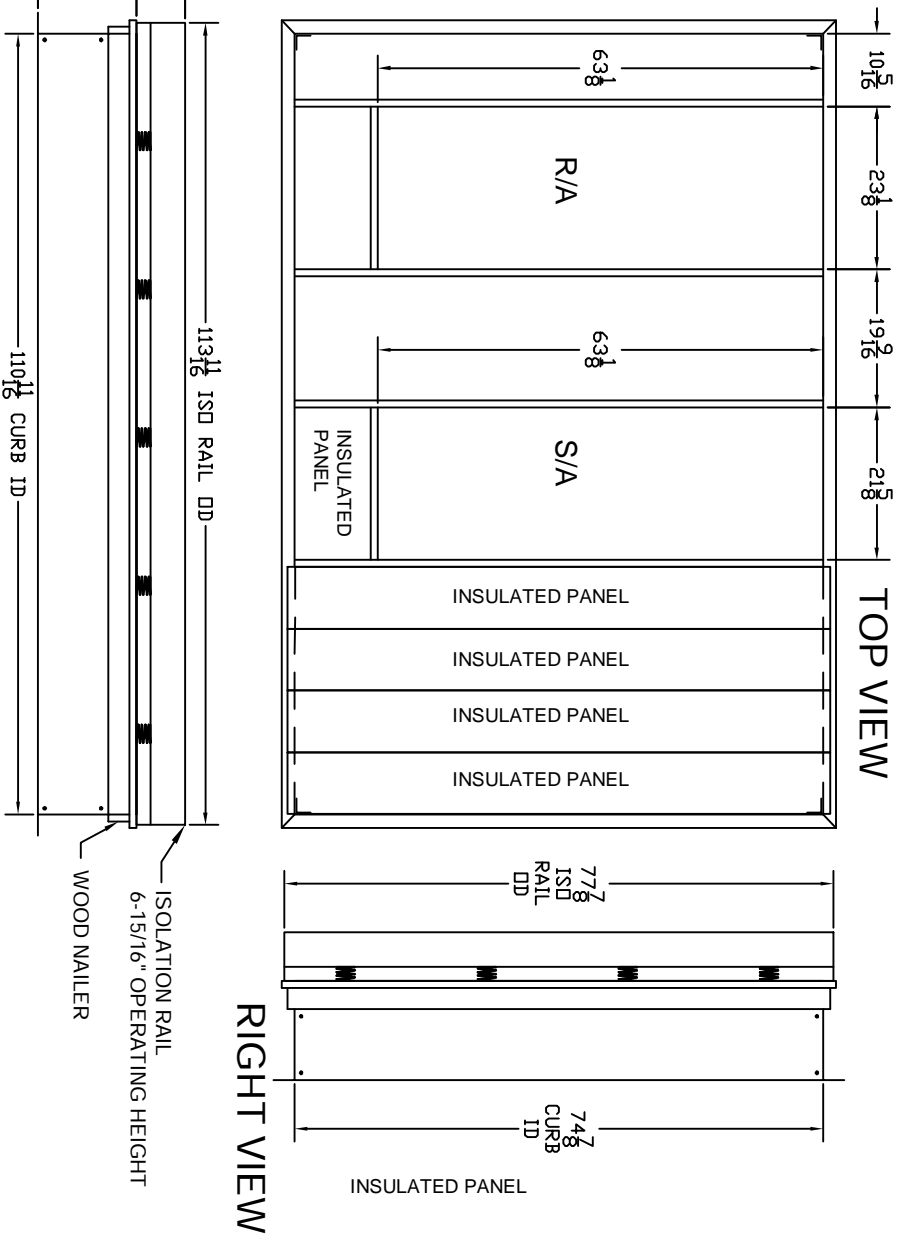 TOP VIEW
10 5/16
23 1/8
19 9/16
21 5/8
63 1/8
63 1/8
R/A
S/A
INSULATED
PANEL
INSULATED PANEL
INSULATED PANEL
INSULATED PANEL
INSULATED PANEL
77 7/8
ISO
RAIL
OD
74 7/8
CURB
ID
INSULATED PANEL
RIGHT VIEW
113 11/16 ISO RAIL OD
110 11/16 CURB ID
ISOLATION RAIL
6-15/16" OPERATING HEIGHT
WOOD NAILER